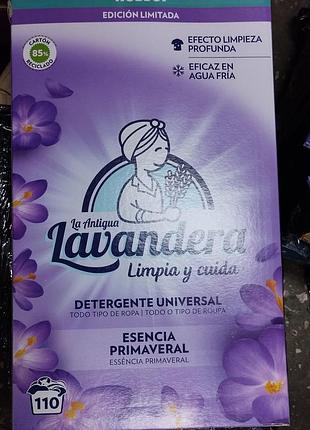 EDICIÓN LIMITADA
CARTÓN
85%
RECICLADO
EFECTO LIMPIEZA
PROFUNDA
EFICAZ EN
AGUA FRÍA
La Antigua
Lavandera
Limpia y cuida
DETERGENTE UNIVERSAL
TODO TIPO DE ROPA | TODO O TIPO DE ROUPA
ESENCIA
PRIMAVERAL
ESSÊNCIA PRIMAVERAL
110